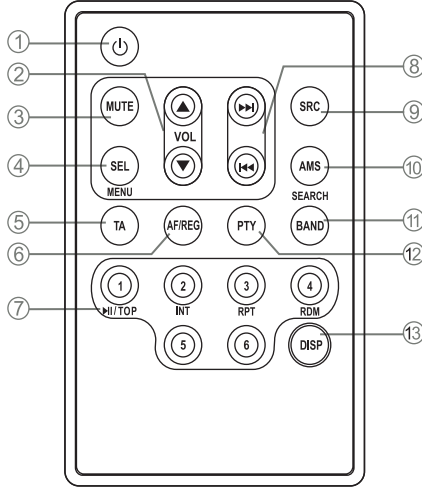 1
2
8
MUTE
SRC
VOL
3
9
4
SEL
AMS
10
MENU
SEARCH
5
TA
AF/REG
PTY
BAND
11
6
12
1
2
3
4
7
/TOP
INT
RPT
RDM
5
6
DISP
13